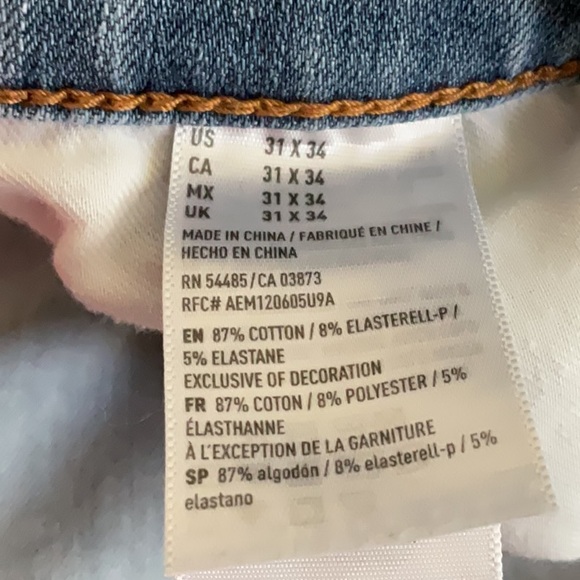 US 31 X 34
CA 31 X 34
MX 31 X 34
UK 31 X 34
MADE IN CHINA / FABRIQUÉ EN CHINE /
HECHO EN CHINA
RN 54485/CA 03873
RFC# AEM120605U9A
EN 87% COTTON / 8% ELASTERELL-P /
5% ELASTANE
EXCLUSIVE OF DECORATION
FR 87% COTON / 8% POLYESTER / 5%
ÉLASTHANNE
À L'EXCEPTION DE LA GARNITURE
SP 87% algodón / 8% elasterell-p / 5%
elastano